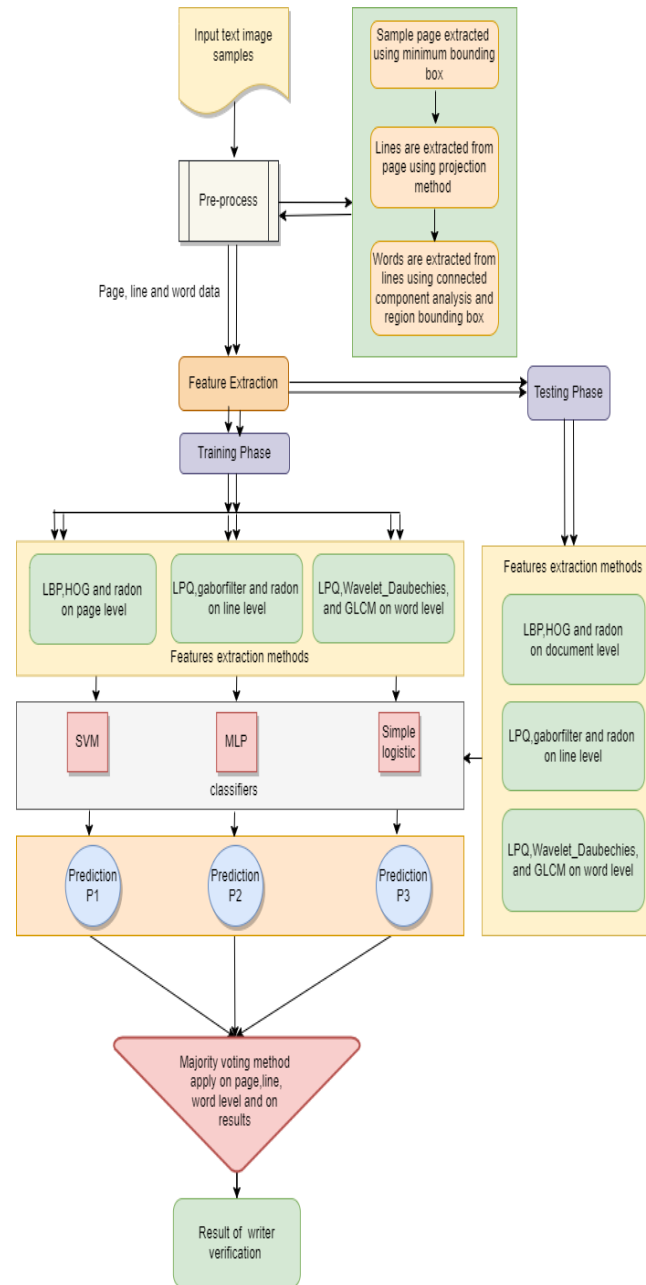 Input text image
samples
Sample page extracted
using minimum bounding
box
Lines are extracted from
page using projection
method
Words are extracted from
lines using connected
component analysis and
region bounding box
Pre-process
Page, line and word data
Feature Extraction
Testing Phase
Training Phase
LBP,HOG and radon
on page level
LPQ,gaborfilter and radon
on line level
LPQ,Wavelet_Daubechies,
and GLCM on word level
Features extraction methods
SVM
MLP
Simple
logistic
classifiers
Prediction
P1
Prediction
P2
Prediction
P3
Features extraction methods
LBP,HOG and radon
on document level
LPQ,gaborfilter and radon
on line level
LPQ,Wavelet_Daubechies,
and GLCM on word level
Majority voting method
apply on page,line,
word level and on
results
Result of writer
verification